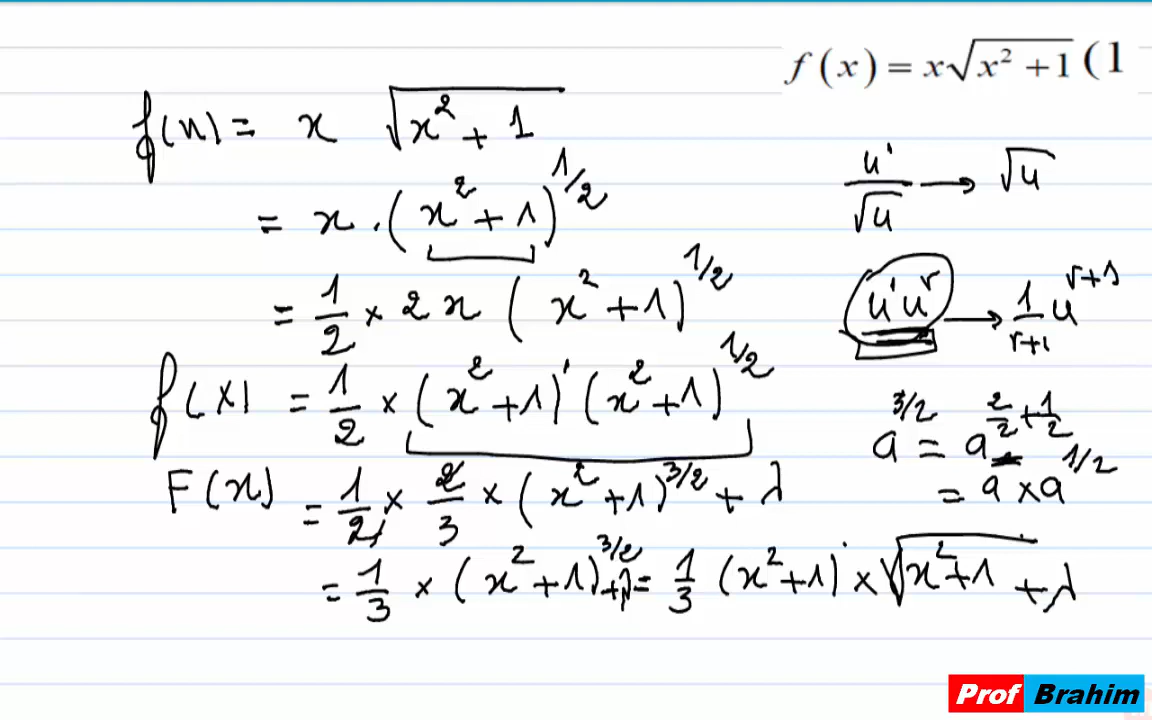 f(x) = x√(x² + 1) (1
f(x) = x √(x² + 1)
= x · (x² + 1)^1/2
= 1/2 × 2x (x² + 1)^1/2
f(x) = 1/2 × (x² + 1)' (x² + 1)^1/2
F(x) = 1/2 × 2/3 × (x² + 1)^3/2 + λ
= 1/3 × (x² + 1)^3/2 + λ = 1/3 (x² + 1) × √(x² + 1) + λ
u'/√u → √u
u'u^r → 1/(r+1) u^(r+1)
a^3/2 = a^(2/2 + 1/2)
= a × a^1/2
Prof Brahim